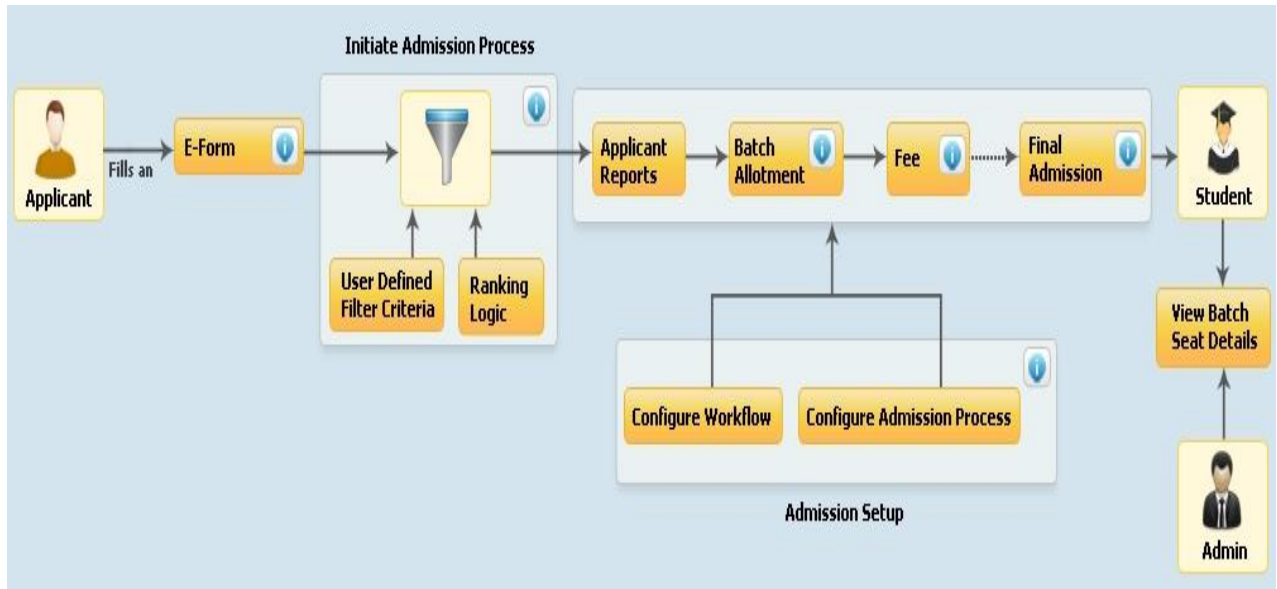 Initiate Admission Process
Applicant
Fills an
E-Form
User Defined
Filter Criteria
Ranking
Logic
Applicant
Reports
Batch
Allotment
Fee
Final
Admission
Student
View Batch
Seat Details
Configure Workflow
Configure Admission Process
Admission Setup
Admin